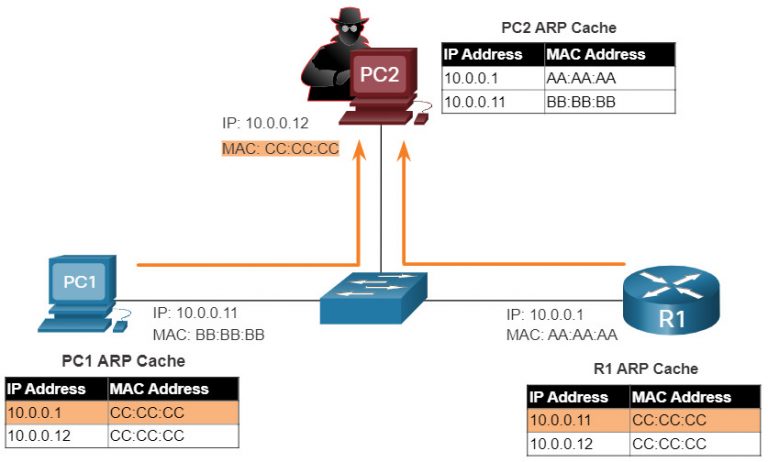 PC2 ARP Cache
IP Address MAC Address
10.0.0.1 AA:AA:AA
10.0.0.11 BB:BB:BB
PC2
IP: 10.0.0.12
MAC: CC:CC:CC
PC1
IP: 10.0.0.11
MAC: BB:BB:BB
IP: 10.0.0.1
MAC: AA:AA:AA
R1
PC1 ARP Cache
IP Address MAC Address
10.0.0.1 CC:CC:CC
10.0.0.12 CC:CC:CC
R1 ARP Cache
IP Address MAC Address
10.0.0.11 CC:CC:CC
10.0.0.12 CC:CC:CC